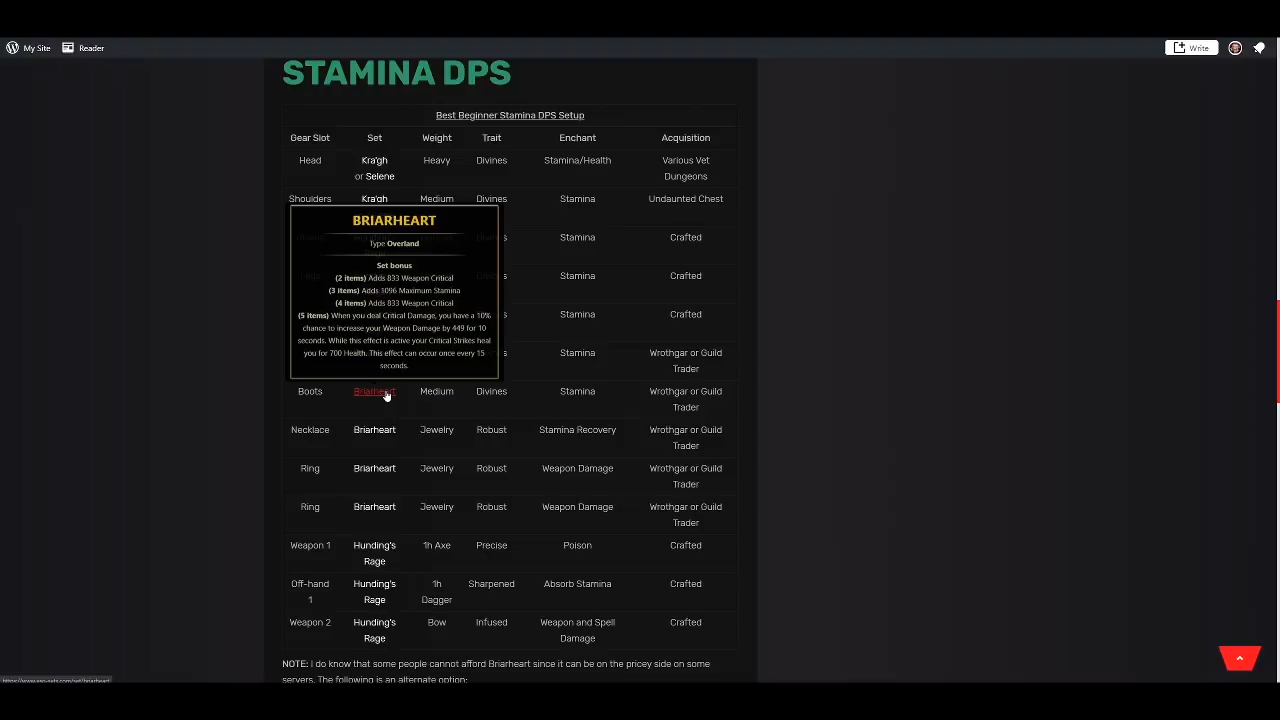 My Site
Reader
Write
STAMINA DPS
Best Beginner Stamina DPS Setup
Gear Slot Set Weight Trait Enchant Acquisition
Head Kra'gh Heavy Divines Stamina/Health Various Vet
or Selene Dungeons
Shoulders Kra'gh Medium Divines Stamina Undaunted Chest
BRIARHEART
Stamina Crafted
Type Overland
Set bonus
(2 items) Adds 833 Weapon Critical
Stamina Crafted
(3 items) Adds 1096 Maximum Stamina
(4 items) Adds 833 Weapon Critical
(5 items) When you deal Critical Damage, you have a 10%
Stamina Crafted
chance to increase your Weapon Damage by 449 for 10
seconds. While this effect is active your Critical Strikes heal
you for 700 Health. This effect can occur once every 15
seconds.
Stamina Wrothgar or Guild
Trader
Boots Briarheart Medium Divines Stamina Wrothgar or Guild
Trader
Necklace Briarheart Jewelry Robust Stamina Recovery Wrothgar or Guild
Trader
Ring Briarheart Jewelry Robust Weapon Damage Wrothgar or Guild
Trader
Ring Briarheart Jewelry Robust Weapon Damage Wrothgar or Guild
Trader
Weapon 1 Hunding's 1h Axe Precise Poison Crafted
Rage
Off-hand Hunding's 1h Sharpened Absorb Stamina Crafted
1 Rage Dagger
Weapon 2 Hunding's Bow Infused Weapon and Spell Crafted
Rage Damage
NOTE: I do know that some people cannot afford Briarheart since it can be on the pricey side on some
servers. The following is an alternate option:
https://www.eso-sets.com/set/briarheart